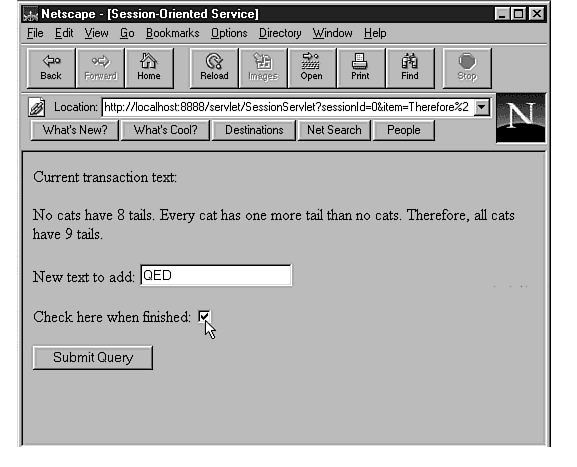 Netscape - [Session-Oriented Service]
File Edit View Go Bookmarks Options Directory Window Help
Back Forward Home Reload Images Open Print Find Stop
Location: http://localhost:8888/servlet/SessionServlet?sessionId=0&item=Therefore%2
N
What's New? What's Cool? Destinations Net Search People
Current transaction text:
No cats have 8 tails. Every cat has one more tail than no cats. Therefore, all cats
have 9 tails.
New text to add: QED
Check here when finished:
Submit Query